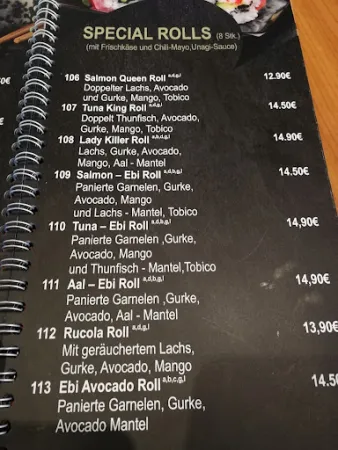 SPECIAL ROLLS (8 Stk.)
(mit Frischkäse und Chili-Mayo,Unagi-Sauce)
106 Salmon Queen Roll a,d,g,l 12.90€
Doppelter Lachs, Avocado
und Gurke, Mango, Tobico
107 Tuna King Roll a,d,g,l 14.50€
Doppelt Thunfisch, Avocado,
Gurke, Mango, Tobico
108 Lady Killer Roll 14.90€
Lachs, Gurke, Avocado,
Mango, Aal - Mantel
109 Salmon – Ebi Roll 14.50€
Panierte Garnelen, Gurke,
Avocado, Mango
und Lachs - Mantel, Tobico
110 Tuna – Ebi Roll 14,90€
Panierte Garnelen ,Gurke,
Avocado, Mango
und Thunfisch - Mantel,Tobico
111 Aal – Ebi Roll 14,90€
Panierte Garnelen ,Gurke,
Avocado, Aal - Mantel
112 Rucola Roll a,d,g,l 13,90€
Mit geräuchertem Lachs,
Gurke, Avocado, Mango
113 Ebi Avocado Roll a,b,c,g,l 14.50
Panierte Garnelen, Gurke,
Avocado Mantel